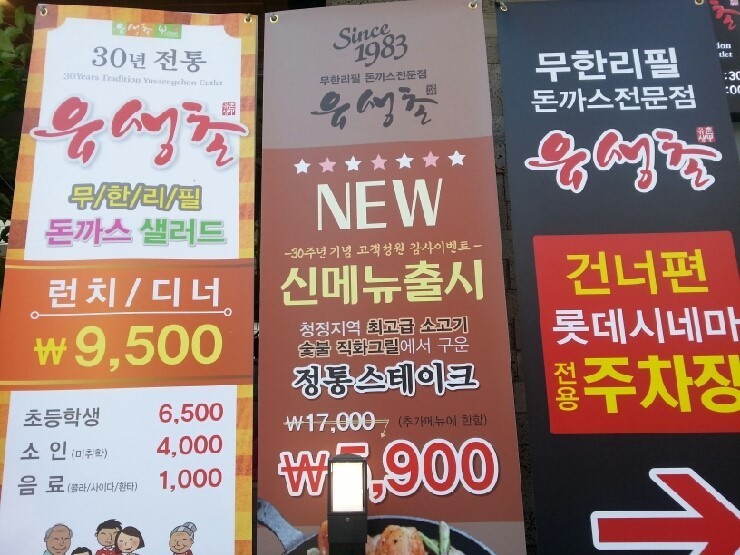 유생촌
30년 전통
30Years Tradition Yuseongchon Outlet
유생촌
무/한/리/필
돈까스 샐러드
런치/디너
₩9,500
초등학생 6,500
소 인 (미취학) 4,000
음 료 (콜라/사이다/환타) 1,000
Since
1983
무한리필 돈까스전문점
유생촌
NEW
-30주년기념 고객성원 감사이벤트-
신메뉴출시
청정지역 최고급 소고기
숯불 직화그릴에서 구운
정통스테이크
₩17,000 (추가메뉴에 한함)
₩5,900
무한리필
돈까스전문점
유생촌
건너편
롯데시네마
전용 주차장